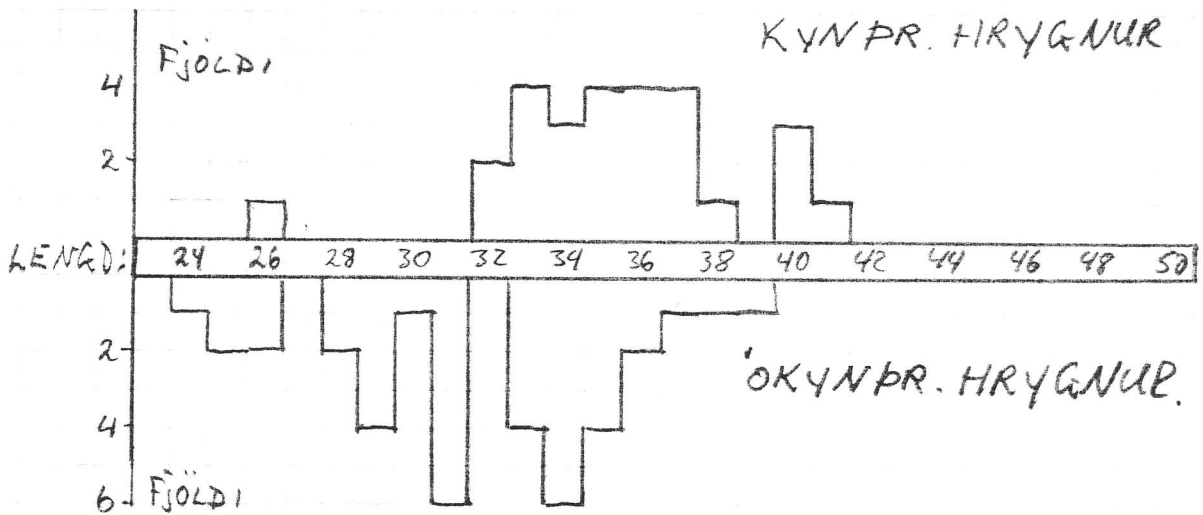 KYNÞR. HRYGNUR
FJÖLDI
4
2
LENGD: 24 26 28 30 32 34 36 38 40 42 44 46 48 50
2
ÓKYNÞR. HRYGNUR.
4
6 FJÖLDI